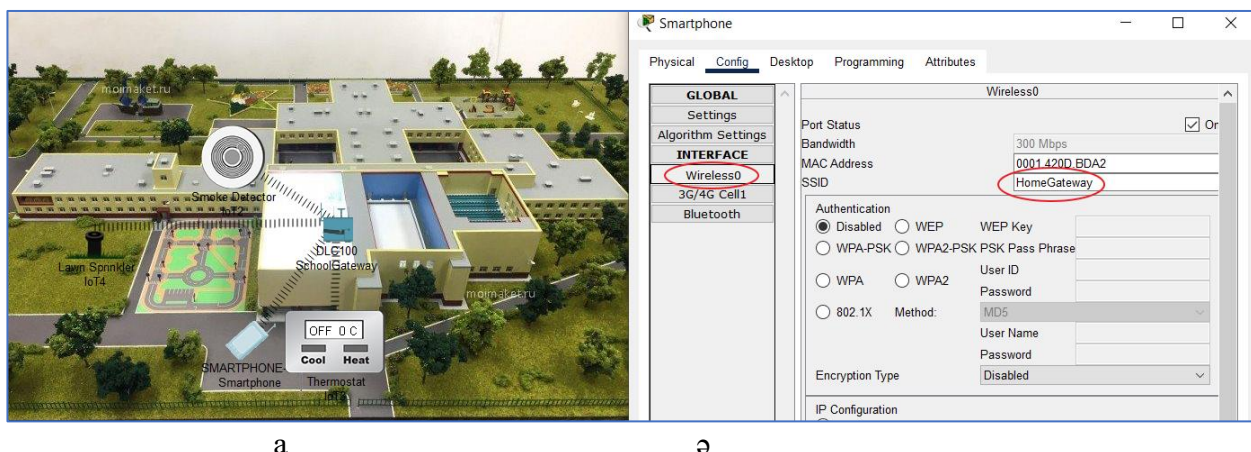 moimaket.ru
Smoke Detector
IoT2
DLC100
SchoolGateway
Lawn Sprinkler
IoT4
moimaket.ru
OFF 0 C
Cool Heat
SMARTPHONE-
Smartphone
Thermostat
IoT3
Smartphone
Physical Config Desktop Programming Attributes
GLOBAL
Settings
Algorithm Settings
INTERFACE
Wireless0
3G/4G Cell1
Bluetooth
Wireless0
Port Status On
Bandwidth 300 Mbps
MAC Address 0001.420D.BDA2
SSID HomeGateway
Authentication
Disabled WEP WEP Key
WPA-PSK WPA2-PSK PSK Pass Phrase
User ID
WPA WPA2
Password
802.1X Method: MD5
User Name
Password
Encryption Type Disabled
IP Configuration
а
ә